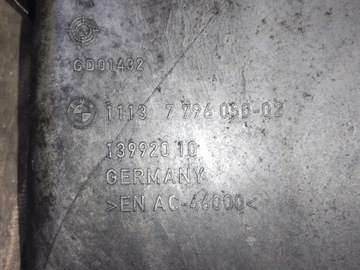 GD01432
1113 7 796 050-02
13992010
GERMANY
>EN AC-46000<